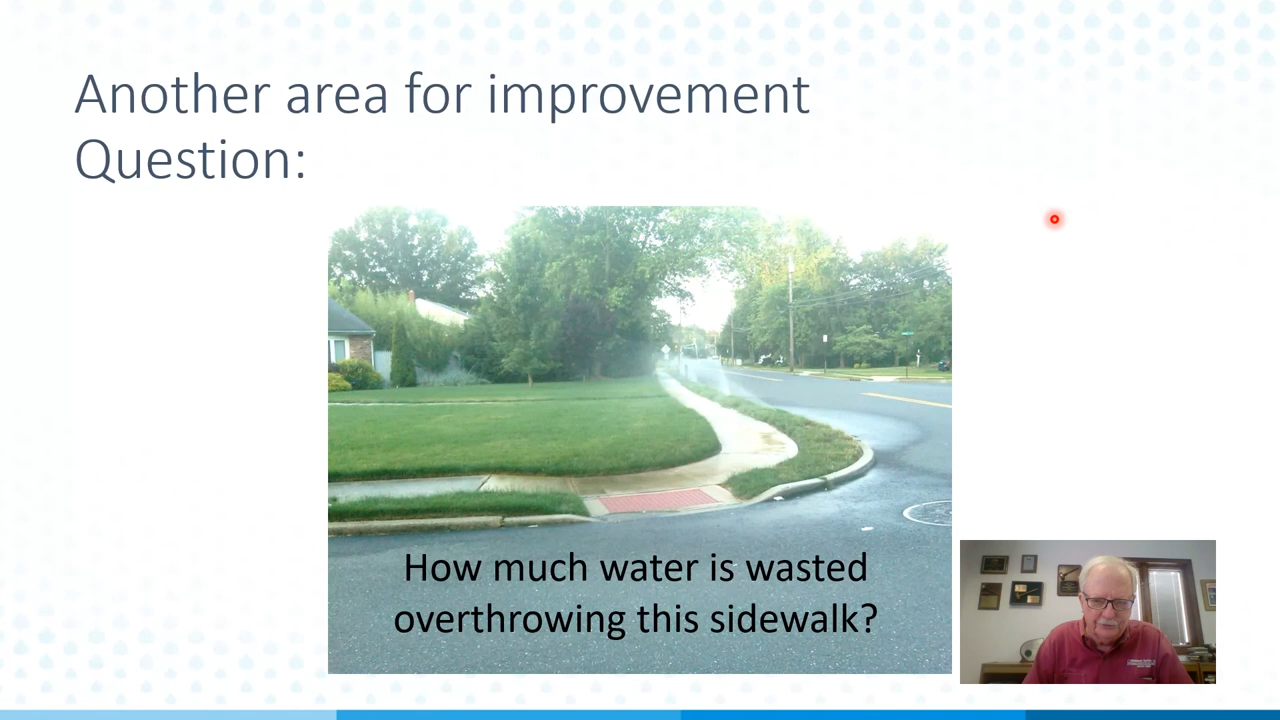 Another area for improvement
Question:
How much water is wasted
overthrowing this sidewalk?